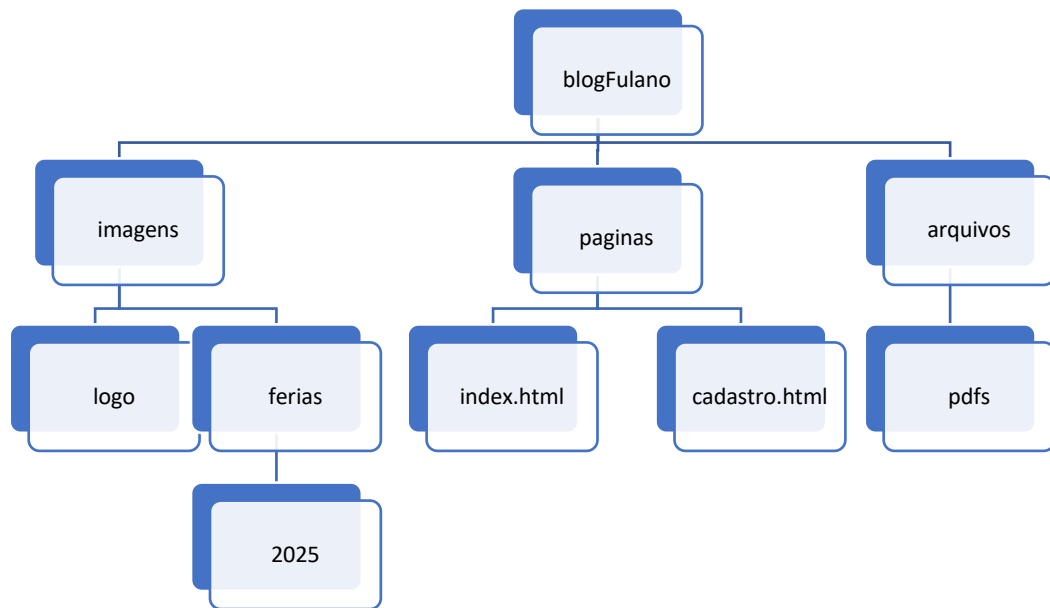 blogFulano
imagens
paginas
arquivos
logo
ferias
index.html
cadastro.html
pdfs
2025